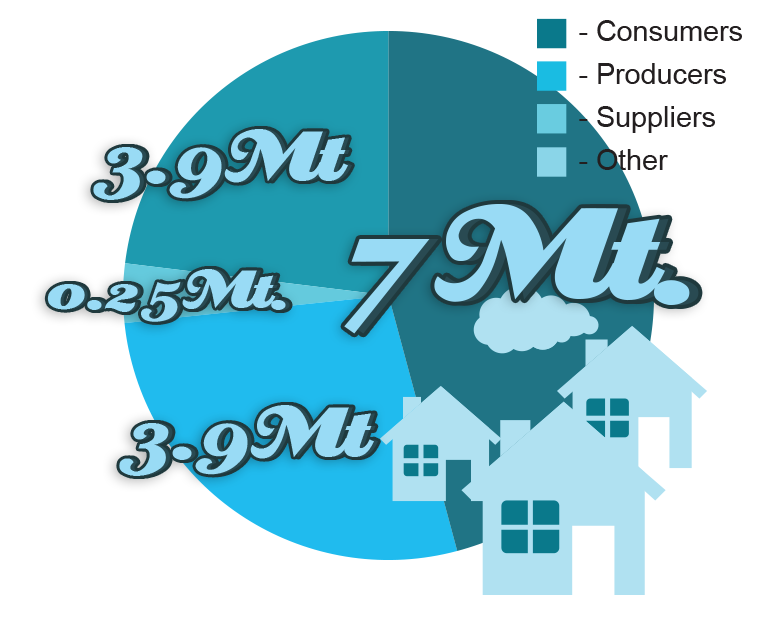 - Consumers
- Producers
- Suppliers
- Other
3.9Mt
7Mt.
0.25Mt.
3.9Mt